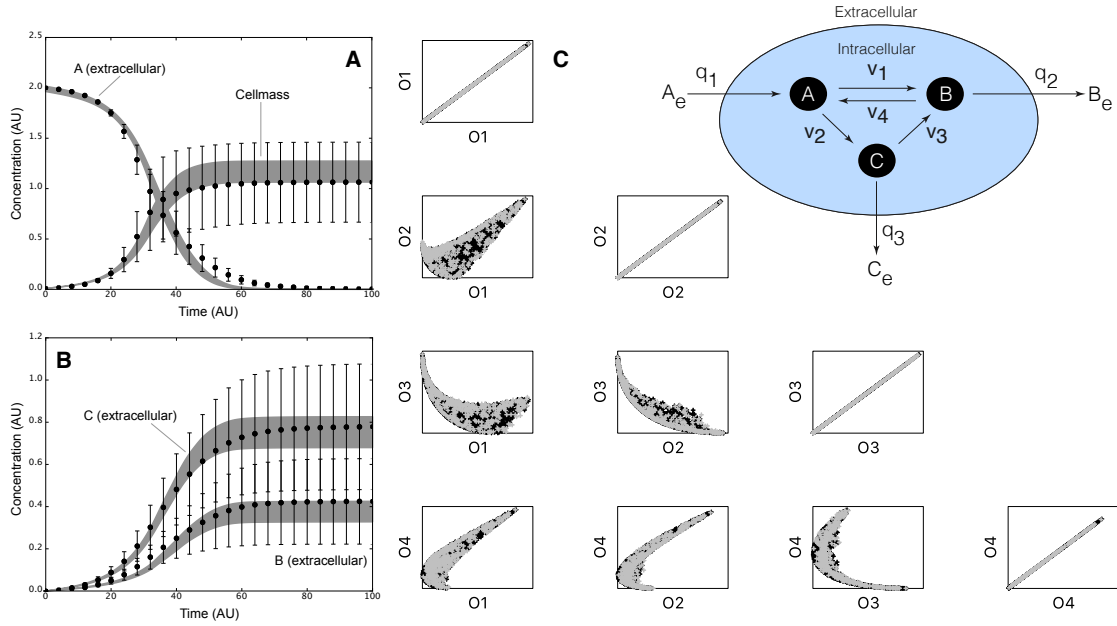 A
Concentration (AU)
2.5
2.0
1.5
1.0
0.5
0.0
0 20 40 60 80 100
Time (AU)
A (extracellular)
Cellmass
B
Concentration (AU)
1.2
1.0
0.8
0.6
0.4
0.2
0.0
0 20 40 60 80 100
Time (AU)
C (extracellular)
B (extracellular)
C
O1
O1
O2
O1
O2
O2
O3
O1
O3
O2
O3
O3
O4
O1
O4
O2
O4
O3
O4
O4
Extracellular
Intracellular
Ae
q1
A
v1
v4
B
q2
Be
v2
v3
C
q3
Ce